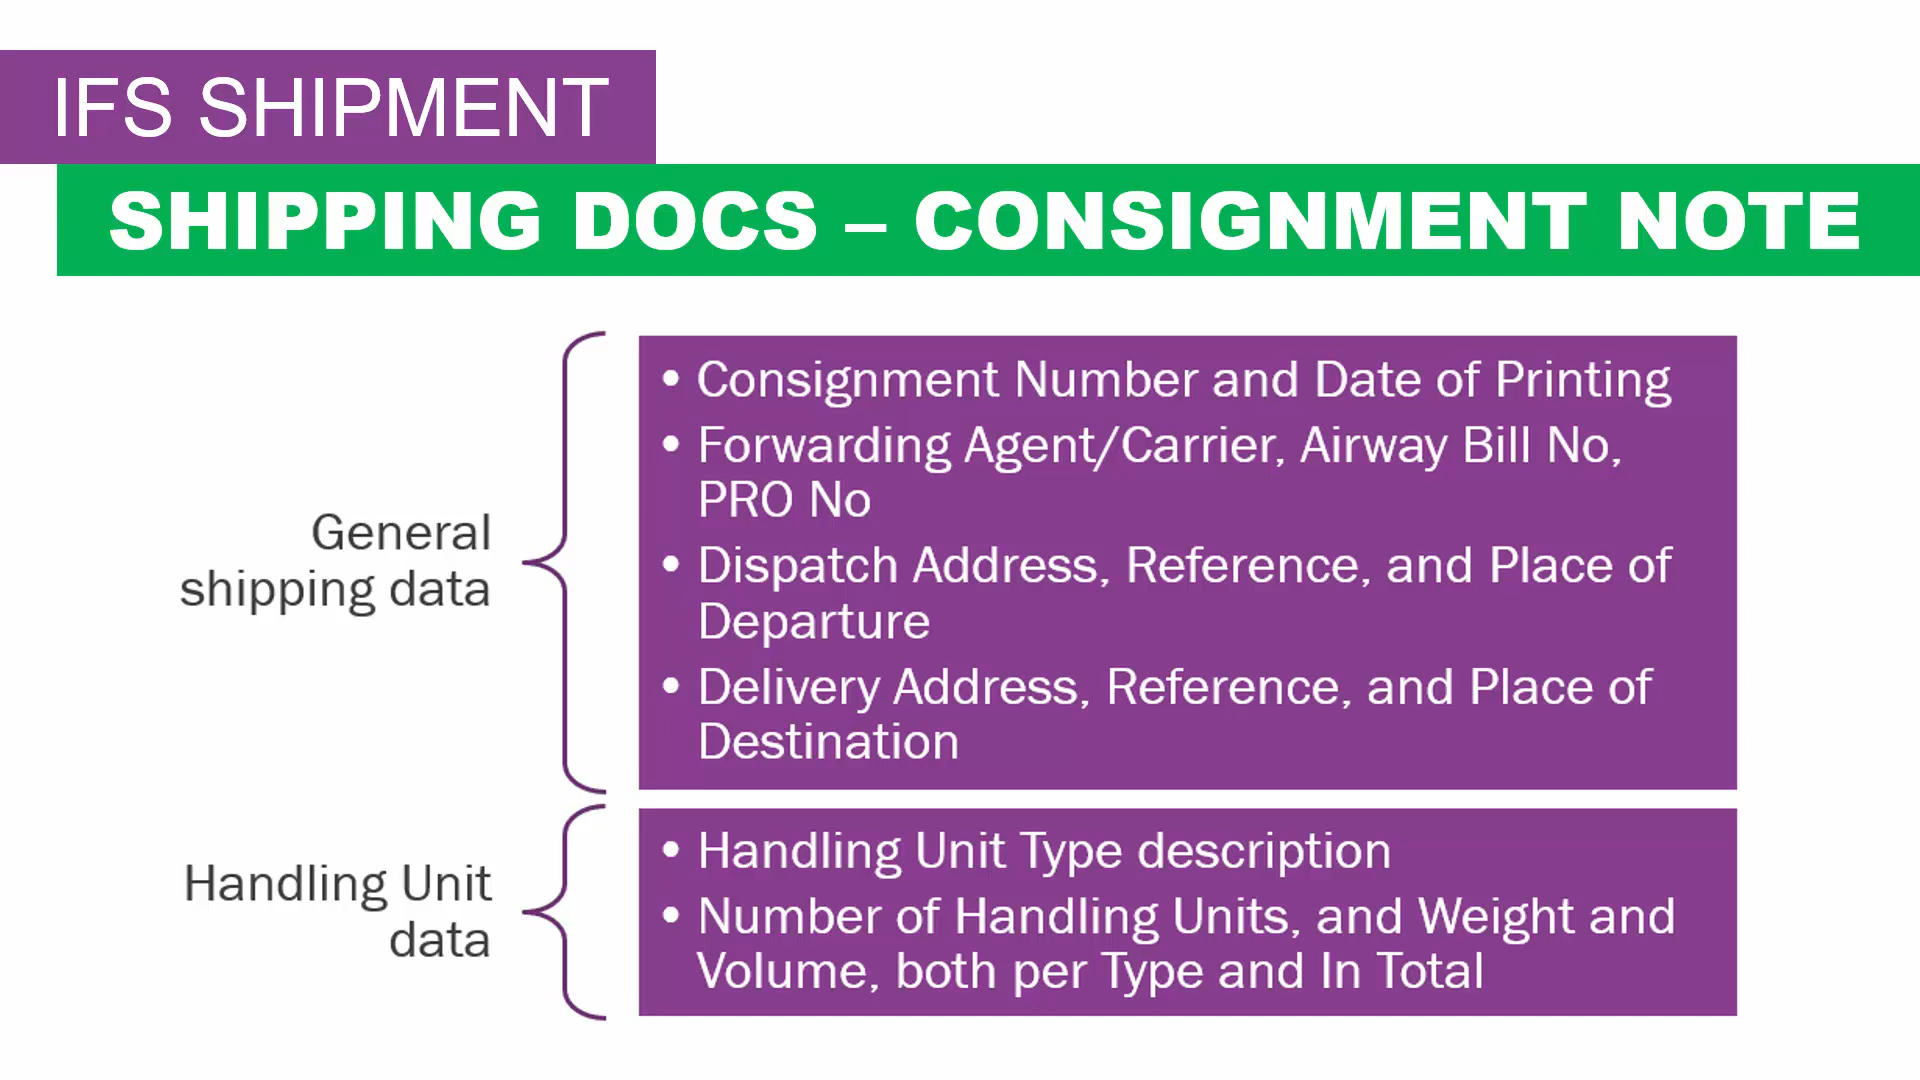 IFS SHIPMENT
SHIPPING DOCS – CONSIGNMENT NOTE
General
shipping data
• Consignment Number and Date of Printing
• Forwarding Agent/Carrier, Airway Bill No,
PRO No
• Dispatch Address, Reference, and Place of
Departure
• Delivery Address, Reference, and Place of
Destination
Handling Unit
data
• Handling Unit Type description
• Number of Handling Units, and Weight and
Volume, both per Type and In Total